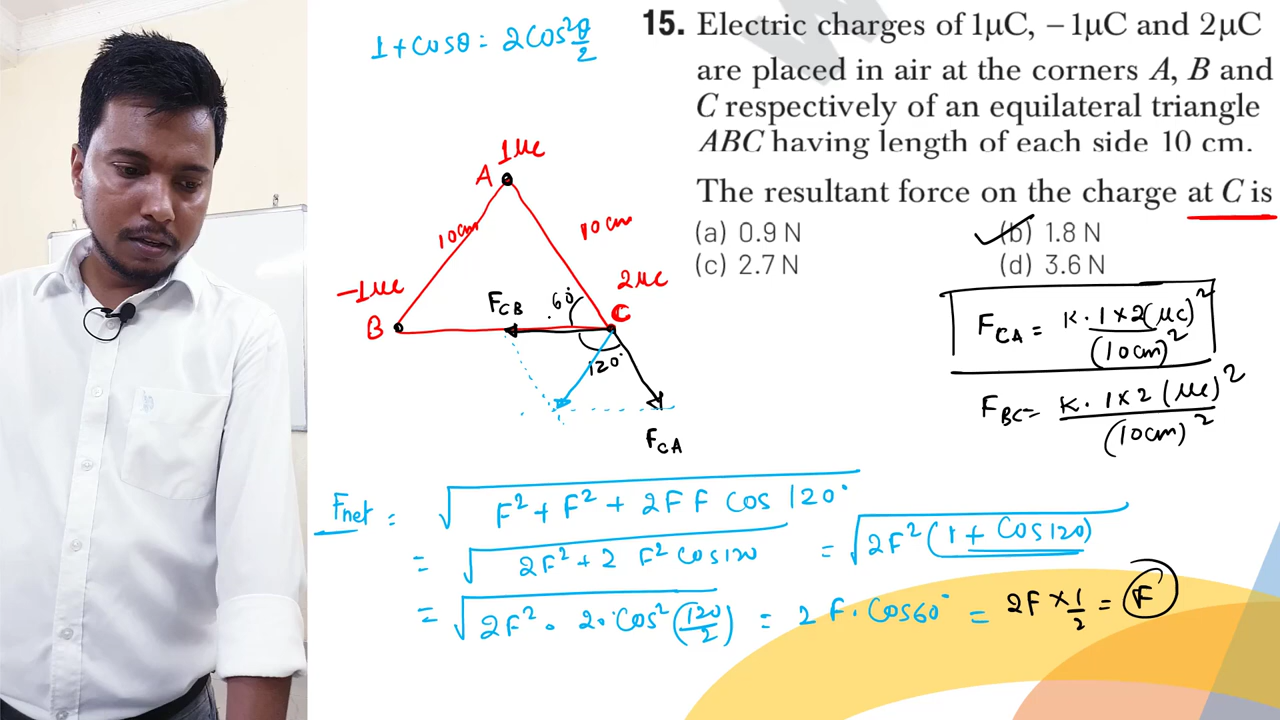 1+cosθ = 2cos²θ/2
15. Electric charges of 1μC, −1μC and 2μC
are placed in air at the corners A, B and
C respectively of an equilateral triangle
ABC having length of each side 10 cm.
The resultant force on the charge at C is
(a) 0.9 N
(b) 1.8 N
(c) 2.7 N
(d) 3.6 N
1μc
A
10cm
10cm
-1μc
2μc
B
F_CB
60°
C
120°
F_CA
F_CA = K.1×2(μc)²/(10cm)²
F_BC = K.1×2(μc)²/(10cm)²
Fnet = √F²+F²+2FF cos 120°
= √2F²+2 F² cos120 = √2F²(1+cos120)
= √2F². 2.cos²(120/2) = 2F.cos60° = 2F×1/2 = F